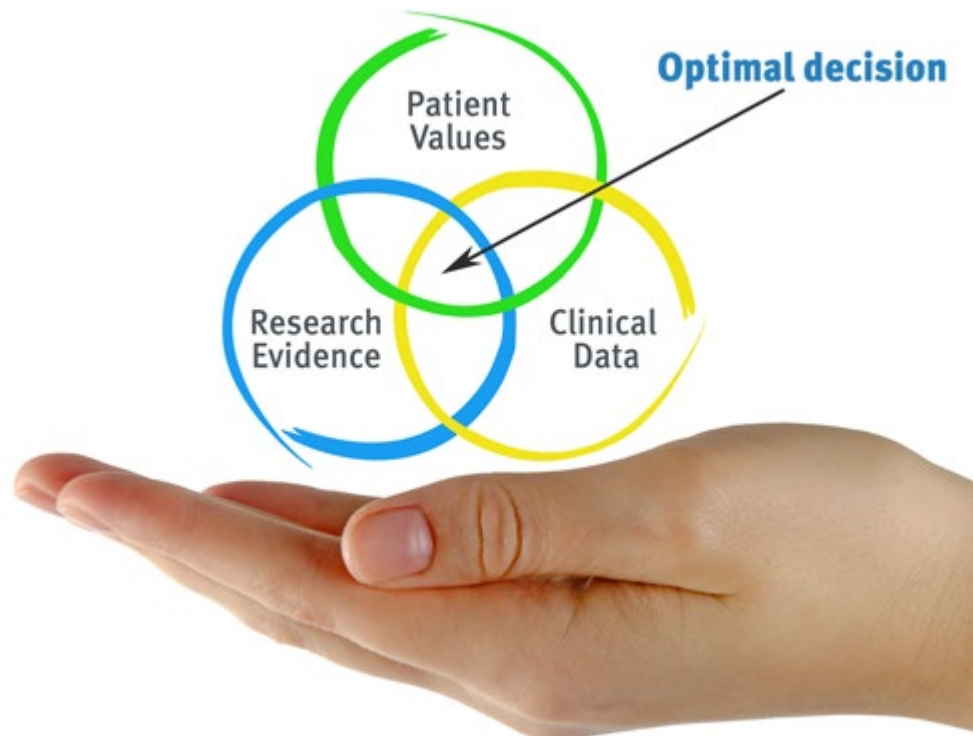 Optimal decision
Patient
Values
Research
Evidence
Clinical
Data